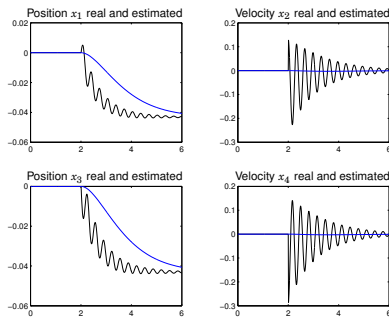 Position x₁ real and estimated
0.02
0
−0.02
−0.04
−0.06
0 2 4 6
Velocity x₂ real and estimated
0.2
0.1
0
−0.1
−0.2
−0.3
0 2 4 6
Position x₃ real and estimated
0
−0.02
−0.04
−0.06
0 2 4 6
Velocity x₄ real and estimated
0.2
0.1
0
−0.1
−0.2
−0.3
0 2 4 6